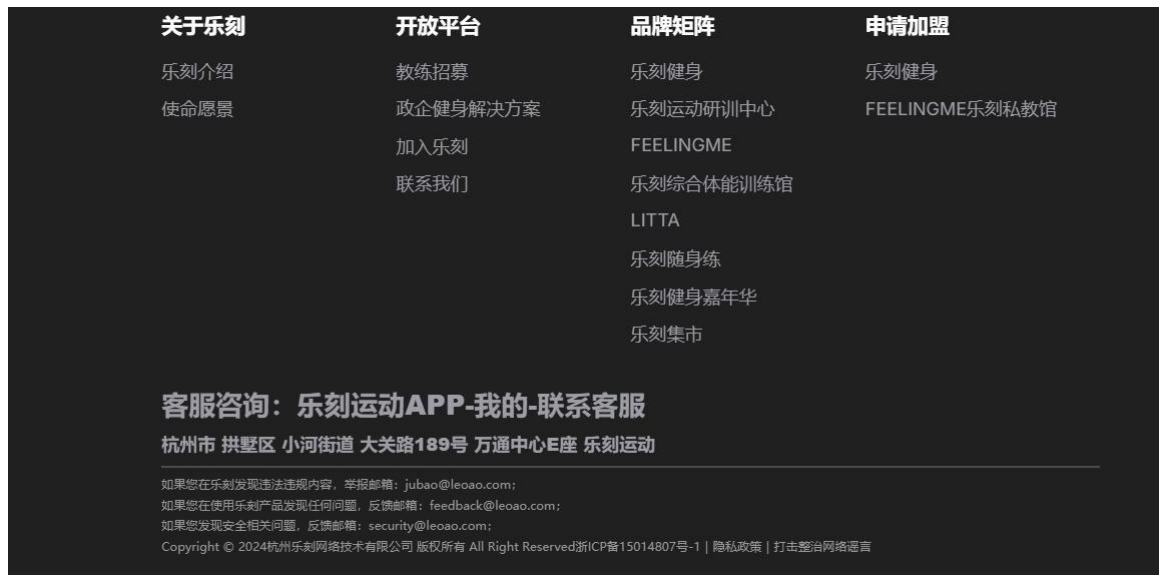 关于乐刻
乐刻介绍
使命愿景
开放平台
教练招募
政企健身解决方案
加入乐刻
联系我们
品牌矩阵
乐刻健身
乐刻运动研训中心
FEELINGME
乐刻综合体能训练馆
LITTA
乐刻随身练
乐刻健身嘉年华
乐刻集市
申请加盟
乐刻健身
FEELINGME乐刻私教馆
客服咨询：乐刻运动APP-我的-联系客服
杭州市 拱墅区 小河街道 大关路189号 万通中心E座 乐刻运动
如果您在乐刻发现违法违规内容，举报邮箱：jubao@leoao.com；
如果您在使用乐刻产品发现任何问题，反馈邮箱：feedback@leoao.com；
如果您发现安全相关问题，反馈邮箱：security@leoao.com；
Copyright © 2024杭州乐刻网络技术有限公司 版权所有 All Right Reserved浙ICP备15014807号-1 | 隐私政策 | 打击整治网络谣言